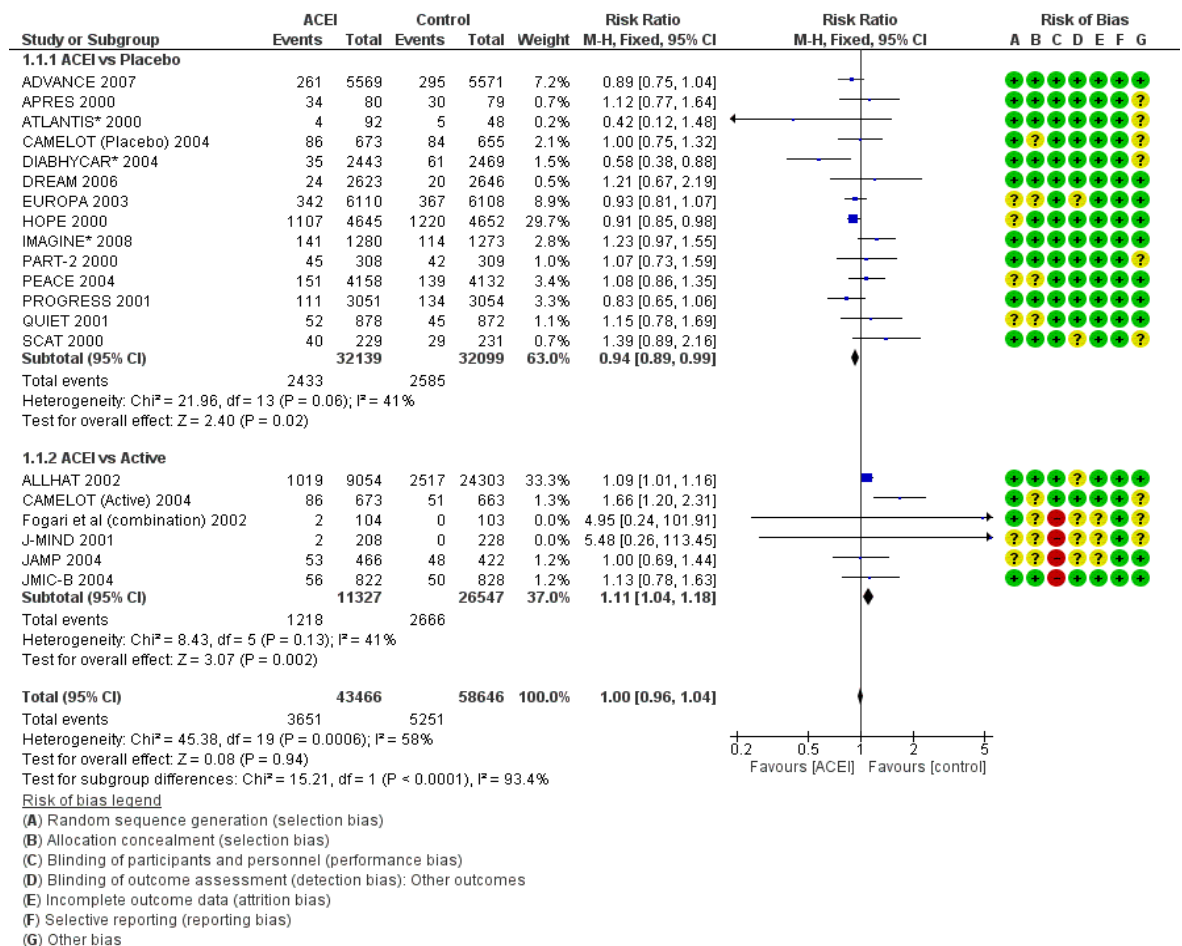 ACEI Control Risk Ratio Risk Ratio Risk of Bias
Study or Subgroup Events Total Events Total Weight M-H, Fixed, 95% CI M-H, Fixed, 95% CI A B C D E F G
1.1.1 ACEI vs Placebo
ADVANCE 2007 261 5569 295 5571 7.2% 0.89 [0.75, 1.04] + + + + + + +
APRES 2000 34 80 30 79 0.7% 1.12 [0.77, 1.64] + + + + + + ?
ATLANTIS* 2000 4 92 5 48 0.2% 0.42 [0.12, 1.48] + + + + + + ?
CAMELOT (Placebo) 2004 86 673 84 655 2.1% 1.00 [0.75, 1.32] + ? + + + + ?
DIABHYCAR* 2004 35 2443 61 2469 1.5% 0.58 [0.38, 0.88] + + + + + + ?
DREAM 2006 24 2623 20 2646 0.5% 1.21 [0.67, 2.19] + + + + + + +
EUROPA 2003 342 6110 367 6108 8.9% 0.93 [0.81, 1.07] ? ? + ? + + +
HOPE 2000 1107 4645 1220 4652 29.7% 0.91 [0.85, 0.98] ? + + + + + +
IMAGINE* 2008 141 1280 114 1273 2.8% 1.23 [0.97, 1.55] + + + + + + +
PART-2 2000 45 308 42 309 1.0% 1.07 [0.73, 1.59] + + + + + + ?
PEACE 2004 151 4158 139 4132 3.4% 1.08 [0.86, 1.35] ? ? + + + + +
PROGRESS 2001 111 3051 134 3054 3.3% 0.83 [0.65, 1.06] + + + + + + +
QUIET 2001 52 878 45 872 1.1% 1.15 [0.78, 1.69] ? ? + + + + +
SCAT 2000 40 229 29 231 0.7% 1.39 [0.89, 2.16] + + + ? + + ?
Subtotal (95% CI) 32139 32099 63.0% 0.94 [0.89, 0.99]
Total events 2433 2585
Heterogeneity: Chi² = 21.96, df = 13 (P = 0.06); I² = 41%
Test for overall effect: Z = 2.40 (P = 0.02)
1.1.2 ACEI vs Active
ALLHAT 2002 1019 9054 2517 24303 33.3% 1.09 [1.01, 1.16] + + + ? + + +
CAMELOT (Active) 2004 86 673 51 663 1.3% 1.66 [1.20, 2.31] + ? + + + + ?
Fogari et al (combination) 2002 2 104 0 103 0.0% 4.95 [0.24, 101.91] + ? - ? ? + ?
J-MIND 2001 2 208 0 228 0.0% 5.48 [0.26, 113.45] ? ? - ? ? + ?
JAMP 2004 53 466 48 422 1.2% 1.00 [0.69, 1.44] ? ? - ? ? + ?
JMIC-B 2004 56 822 50 828 1.2% 1.13 [0.78, 1.63] + + - + + + +
Subtotal (95% CI) 11327 26547 37.0% 1.11 [1.04, 1.18]
Total events 1218 2666
Heterogeneity: Chi² = 8.43, df = 5 (P = 0.13); I² = 41%
Test for overall effect: Z = 3.07 (P = 0.002)
Total (95% CI) 43466 58646 100.0% 1.00 [0.96, 1.04]
Total events 3651 5251
Heterogeneity: Chi² = 45.38, df = 19 (P = 0.0006); I² = 58%
Test for overall effect: Z = 0.08 (P = 0.94)
Test for subgroup differences: Chi² = 15.21, df = 1 (P < 0.0001), I² = 93.4%
0.2 0.5 1 2 5
Favours [ACEI] Favours [control]
Risk of bias legend
(A) Random sequence generation (selection bias)
(B) Allocation concealment (selection bias)
(C) Blinding of participants and personnel (performance bias)
(D) Blinding of outcome assessment (detection bias): Other outcomes
(E) Incomplete outcome data (attrition bias)
(F) Selective reporting (reporting bias)
(G) Other bias